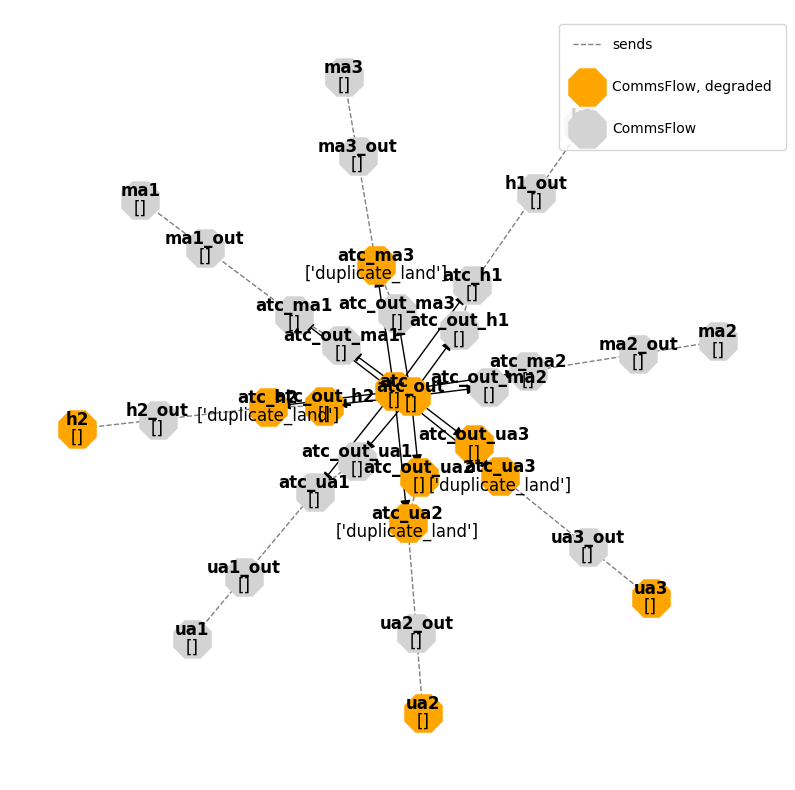 sends
CommsFlow, degraded
CommsFlow
ma3
[]
ma3_out
[]
h1_out
[]
ma1
[]
ma1_out
[]
atc_ma3
['duplicate_land']
atc_h1
[]
atc_ma1
[]
atc_out_ma3
[]
atc_out_h1
[]
atc_out_ma1
[]
ma2_out
[]
ma2
[]
atc_ma2
[]
atc_out_ma2
[]
atc
[]
atc_out
[]
atc_out_h2
[]
atc_h2
['duplicate_land']
h2_out
[]
h2
[]
atc_out_ua3
[]
atc_out_ua1
[]
atc_out_ua2
[]
atc_ua3
['duplicate_land']
atc_ua1
[]
atc_ua2
['duplicate_land']
ua3_out
[]
ua1_out
[]
ua3
[]
ua2_out
[]
ua1
[]
ua2
[]